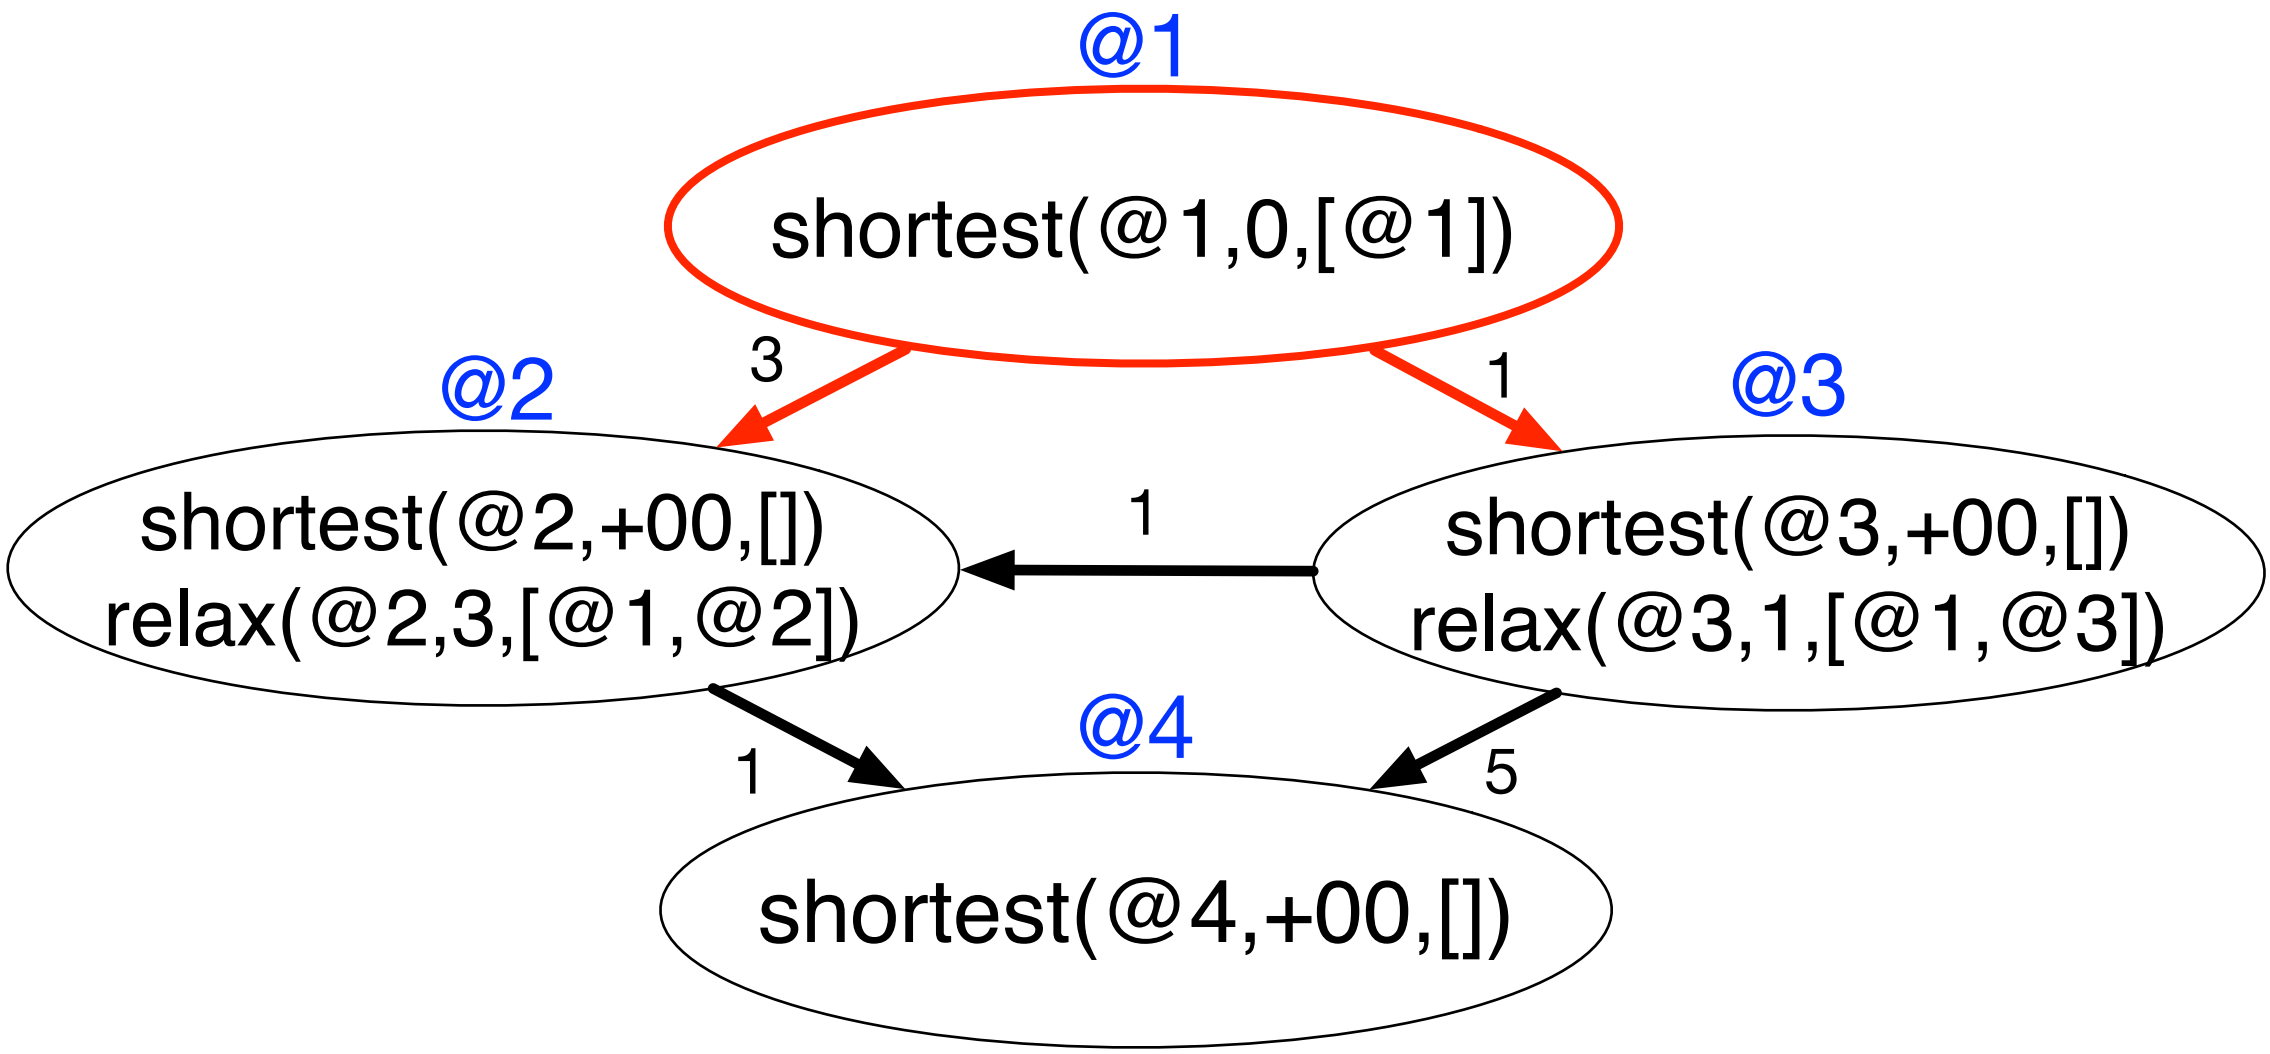 @1
shortest(@1,0,[@1])
3
1
@2
@3
shortest(@2,+00,[])
relax(@2,3,[@1,@2])
1
shortest(@3,+00,[])
relax(@3,1,[@1,@3])
@4
1
5
shortest(@4,+00,[])